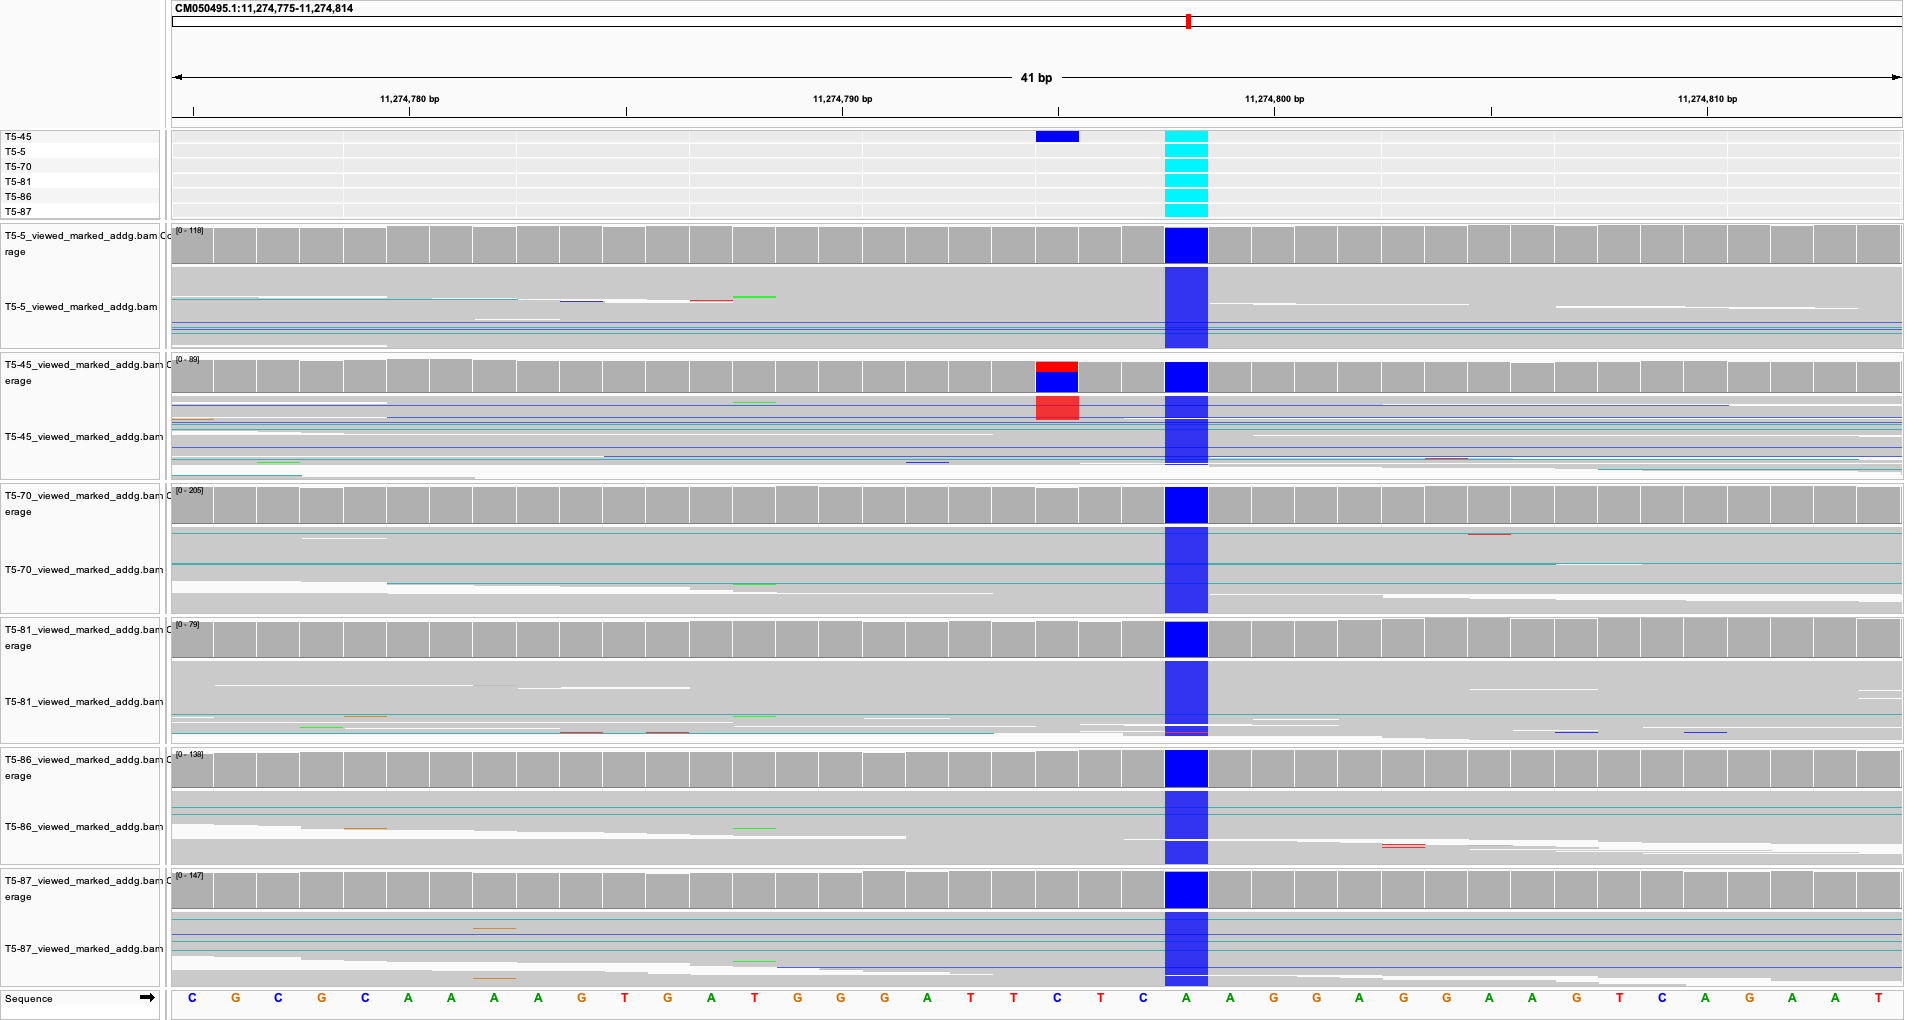 CM050495.1:11,274,775-11,274,814
41 bp
11,274,780 bp 11,274,790 bp 11,274,800 bp 11,274,810 bp
T5-45
T5-5
T5-70
T5-81
T5-86
T5-87
T5-5_viewed_marked_addg.bam Co
rage
[0 - 118]
T5-5_viewed_marked_addg.bam
T5-45_viewed_marked_addg.bam C
erage
[0 - 89]
T5-45_viewed_marked_addg.bam
T5-70_viewed_marked_addg.bam C
erage
[0 - 205]
T5-70_viewed_marked_addg.bam
T5-81_viewed_marked_addg.bam C
erage
[0 - 79]
T5-81_viewed_marked_addg.bam
T5-86_viewed_marked_addg.bam C
erage
[0 - 138]
T5-86_viewed_marked_addg.bam
T5-87_viewed_marked_addg.bam C
erage
[0 - 147]
T5-87_viewed_marked_addg.bam
Sequence C G C G C A A A A G T G A T G G G A T T C T C A A G G A G G A A G T C A G A A T